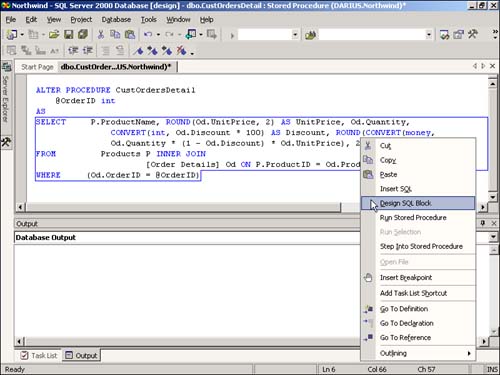 Northwind - SQL Server 2000 Database [design] - dbo.CustOrdersDetail : Stored Procedure (DARIUS.Northwind)*
File Edit View Project Database Tools Window Help
Start Page dbo.CustOrder...US.Northwind)*
Server Explorer
ALTER PROCEDURE CustOrdersDetail
@OrderID int
AS
SELECT P.ProductName, ROUND(Od.UnitPrice, 2) AS UnitPrice, Od.Quantity,
CONVERT(int, Od.Discount * 100) AS Discount, ROUND(CONVERT(money,
Od.Quantity * (1 - Od.Discount) * Od.UnitPrice), 2
FROM Products P INNER JOIN
[Order Details] Od ON P.ProductID = Od.Prod
WHERE (Od.OrderID = @OrderID)
Cut
Copy
Paste
Insert SQL
Design SQL Block
Run Stored Procedure
Run Selection
Step Into Stored Procedure
Open File
Insert Breakpoint
Add Task List Shortcut
Go To Definition
Go To Declaration
Go To Reference
Outlining
Output
Database Output
Task List Output
Ready Ln 6 Col 64 Ch 57 INS